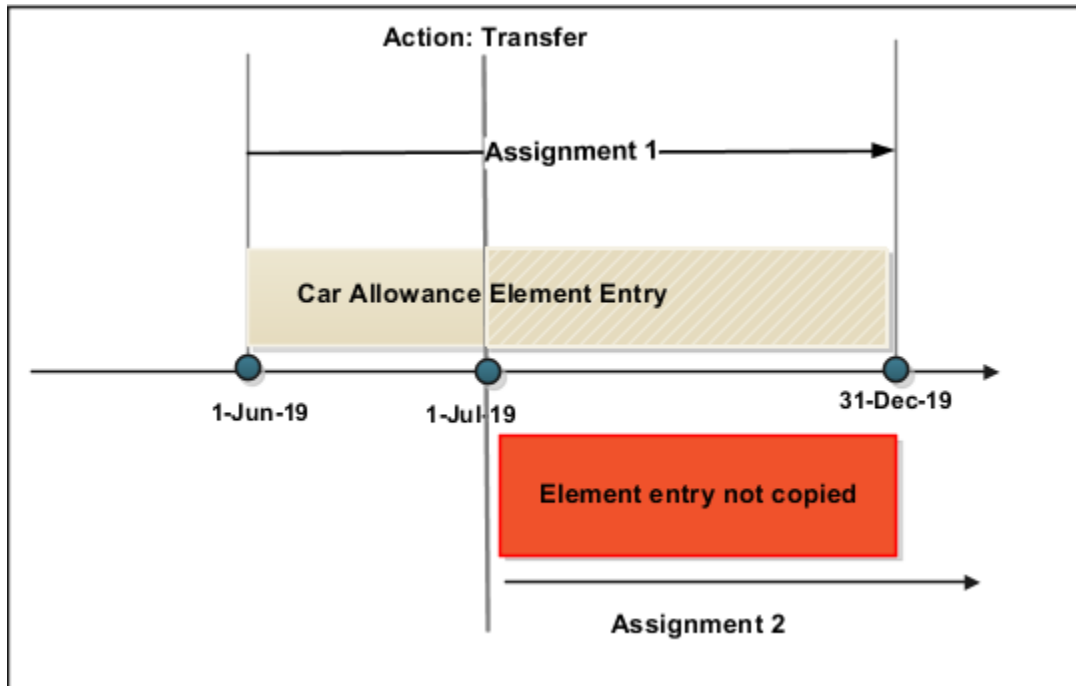 Action: Transfer
Assignment 1
Car Allowance Element Entry
1-Jun-19
1-Jul-19
31-Dec-19
Element entry not copied
Assignment 2